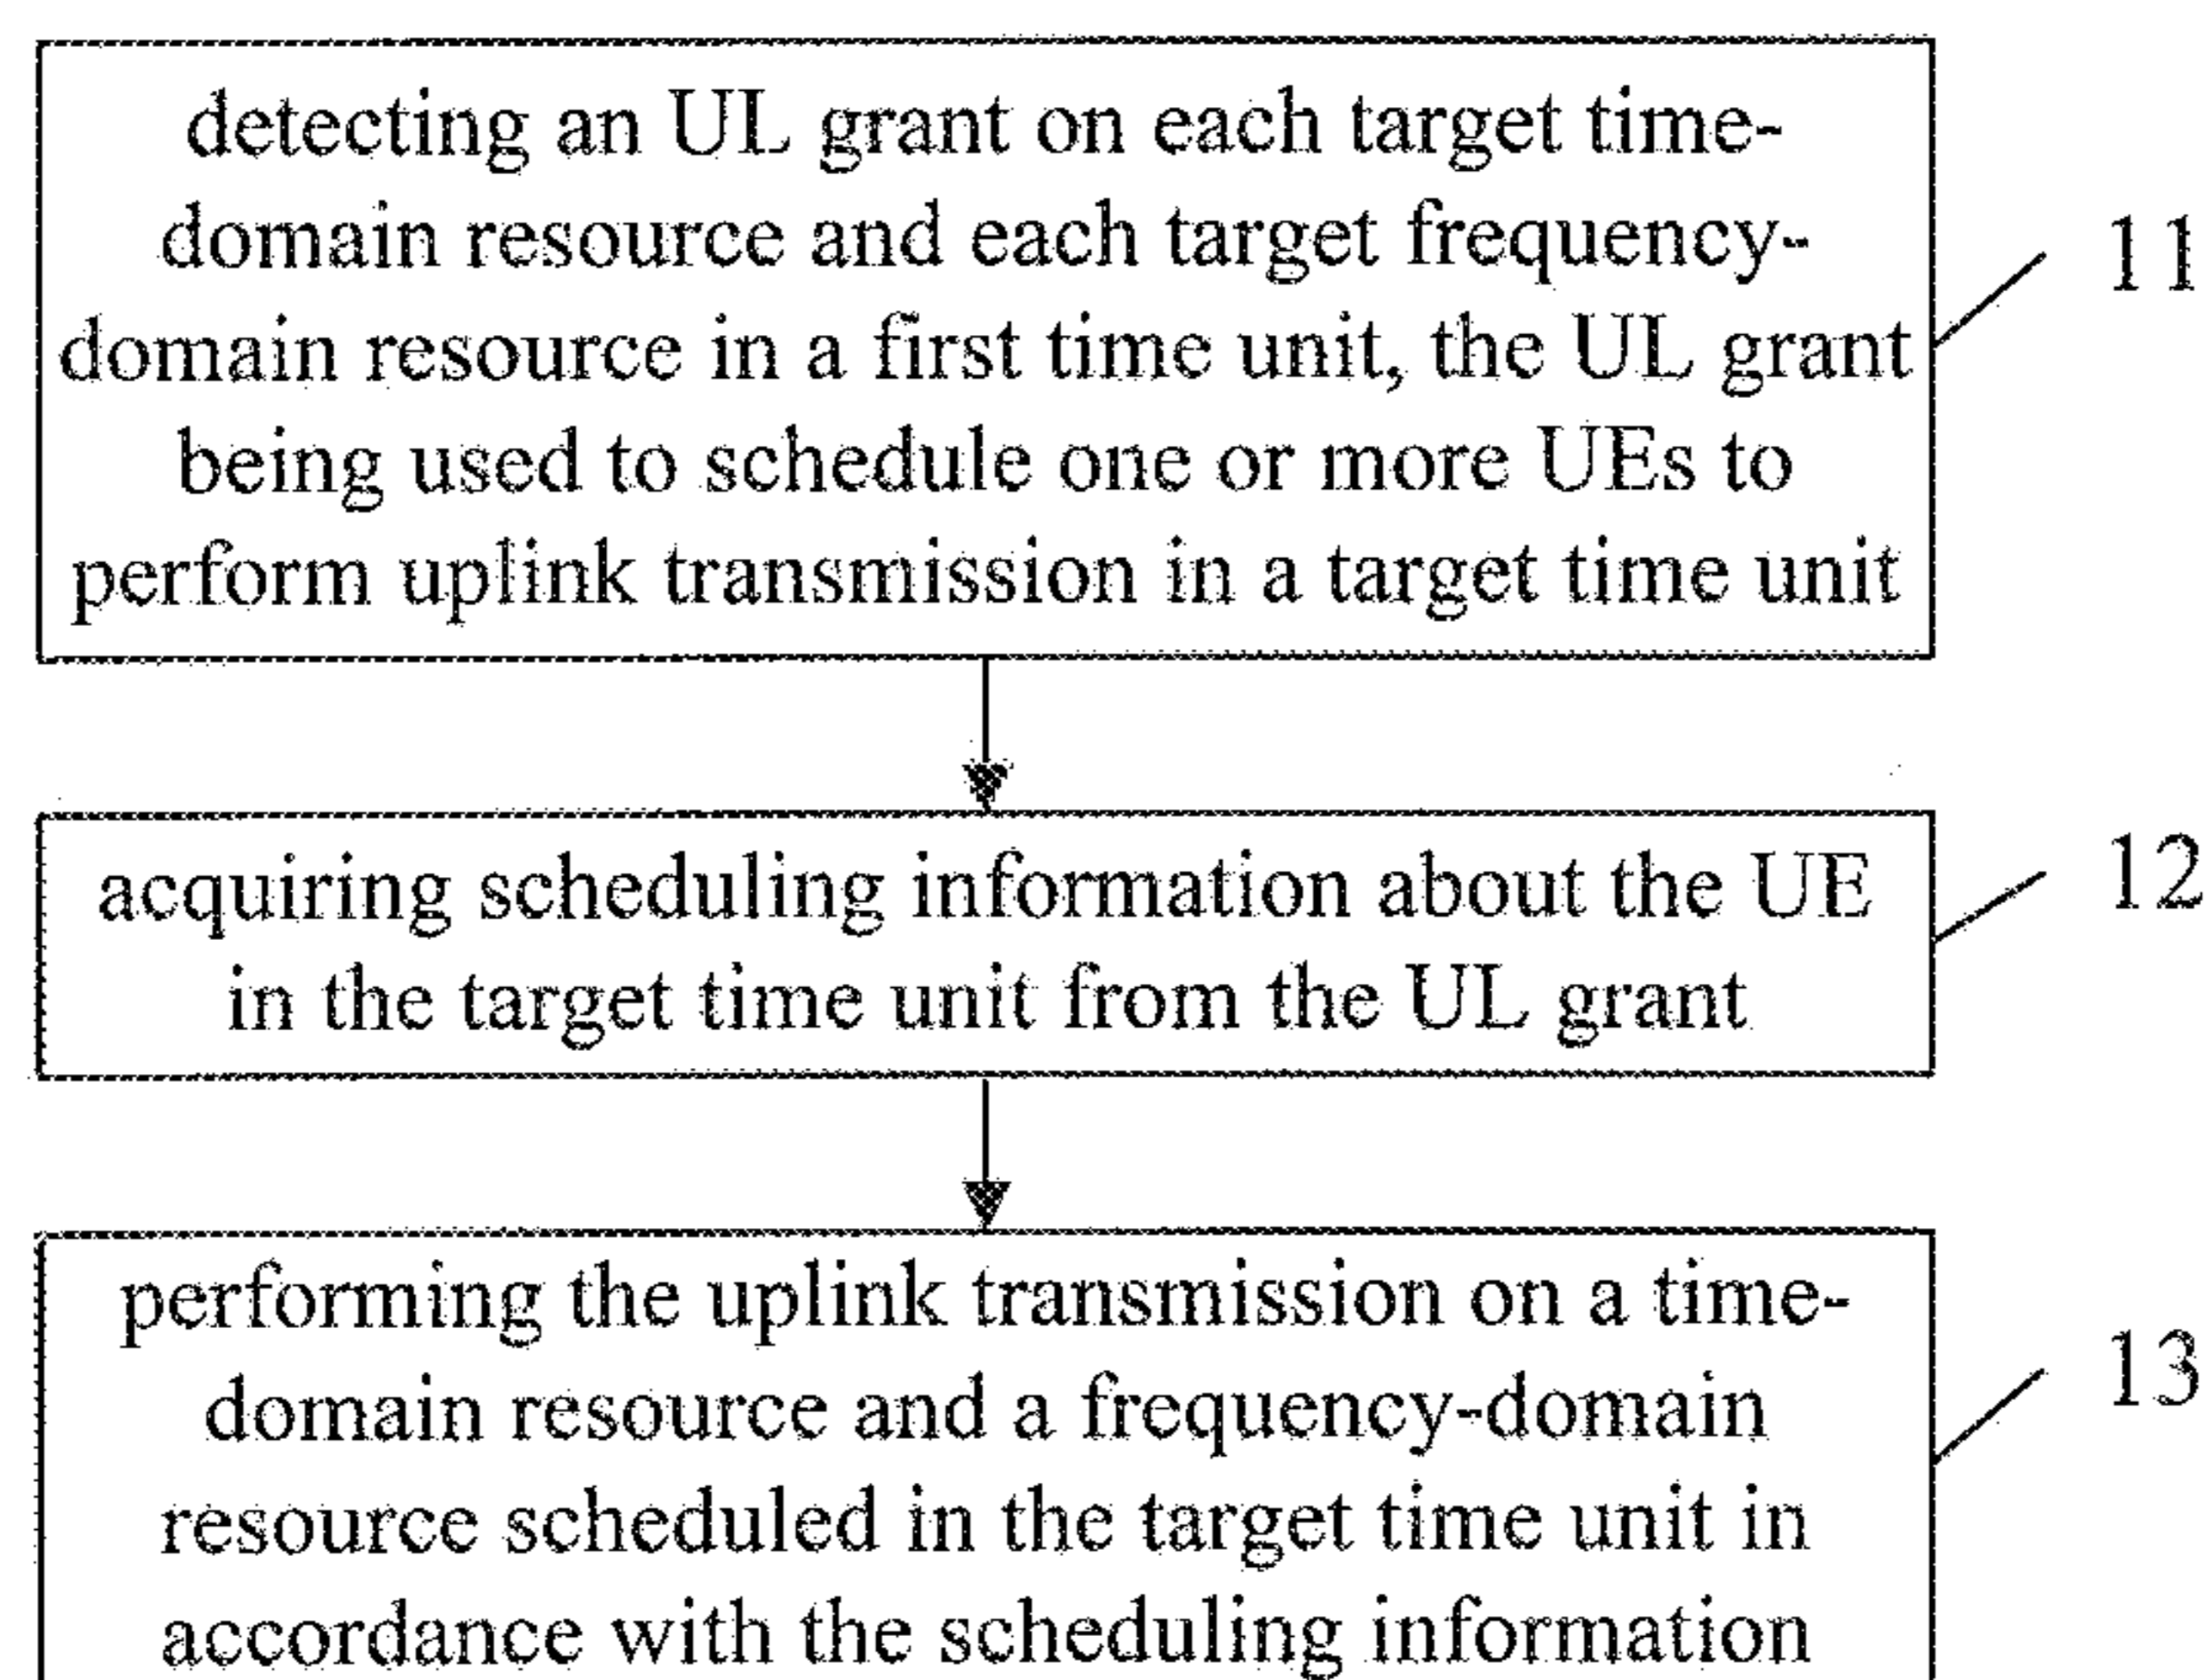 detecting an UL grant on each target time-
domain resource and each target frequency-
domain resource in a first time unit, the UL grant
being used to schedule one or more UEs to
perform uplink transmission in a target time unit
11
acquiring scheduling information about the UE
in the target time unit from the UL grant
12
performing the uplink transmission on a time-
domain resource and a frequency-domain
resource scheduled in the target time unit in
accordance with the scheduling information
13